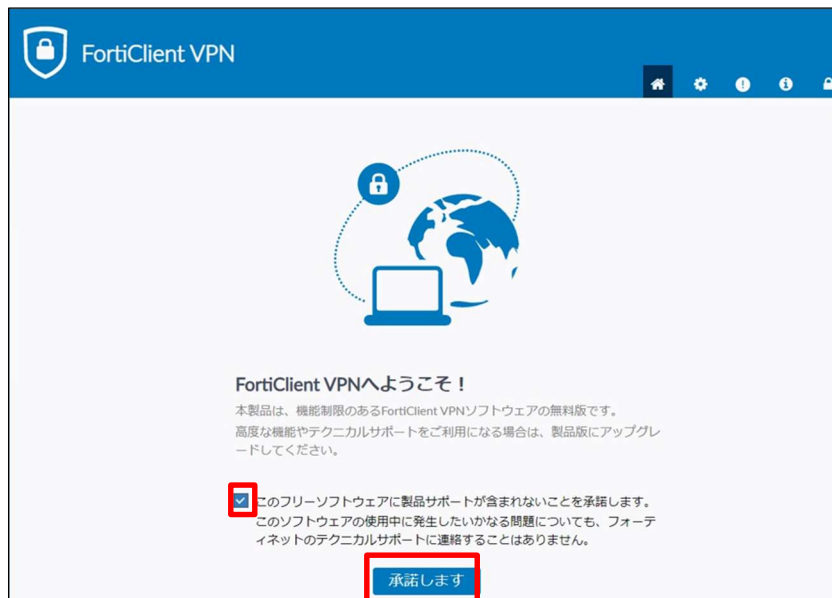 FortiClient VPN
FortiClient VPNへようこそ！
本製品は、機能制限のあるFortiClient VPNソフトウェアの無料版です。
高度な機能やテクニカルサポートをご利用になる場合は、製品版にアップグレ
ードしてください。
このフリーソフトウェアに製品サポートが含まれないことを承諾します。
このソフトウェアの使用中に発生したいかなる問題についても、フォーテ
ィネットのテクニカルサポートに連絡することはありません。
承諾します